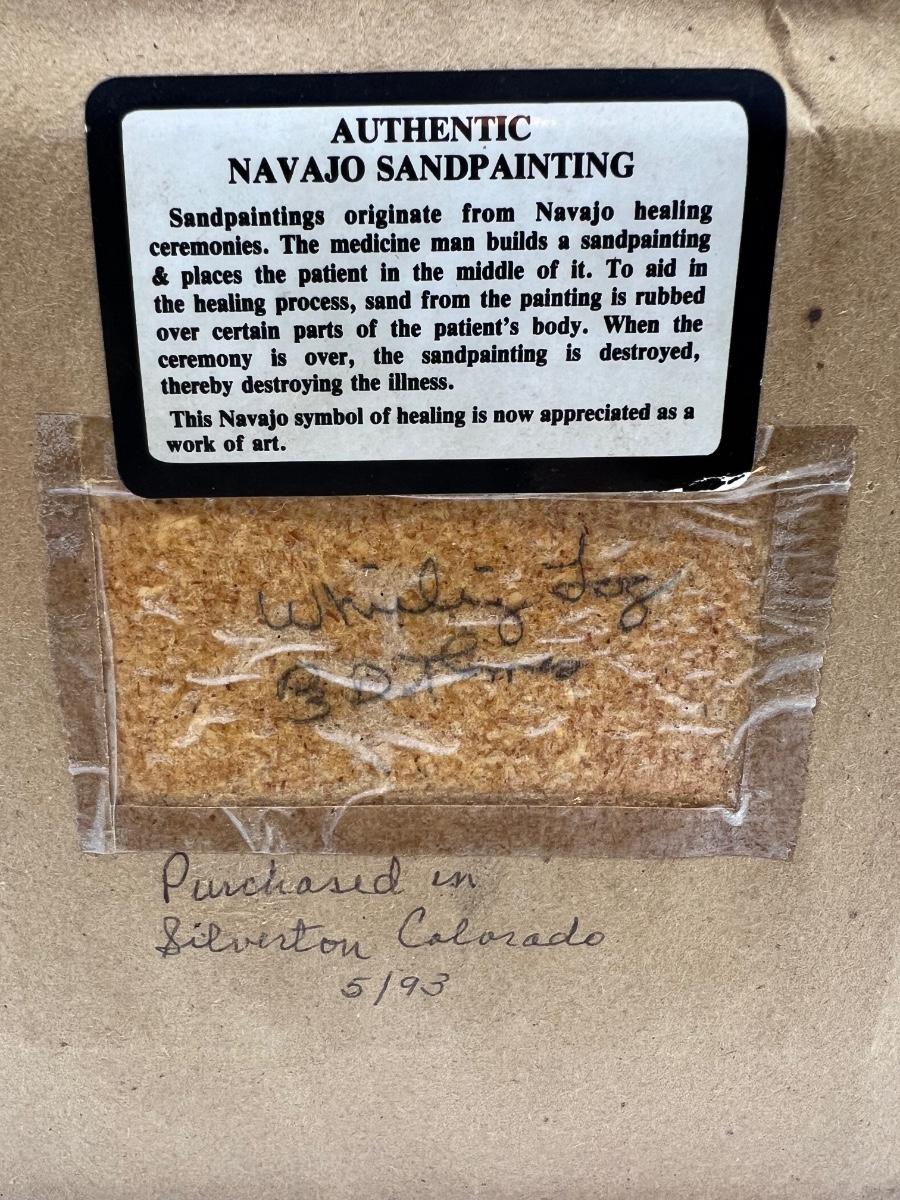 AUTHENTIC
NAVAJO SANDPAINTING
Sandpaintings originate from Navajo healing
ceremonies. The medicine man builds a sandpainting
& places the patient in the middle of it. To aid in
the healing process, sand from the painting is rubbed
over certain parts of the patient's body. When the
ceremony is over, the sandpainting is destroyed,
thereby destroying the illness.
This Navajo symbol of healing is now appreciated as a
work of art.
Log
Purchased in
Silverton Colorado
5/93